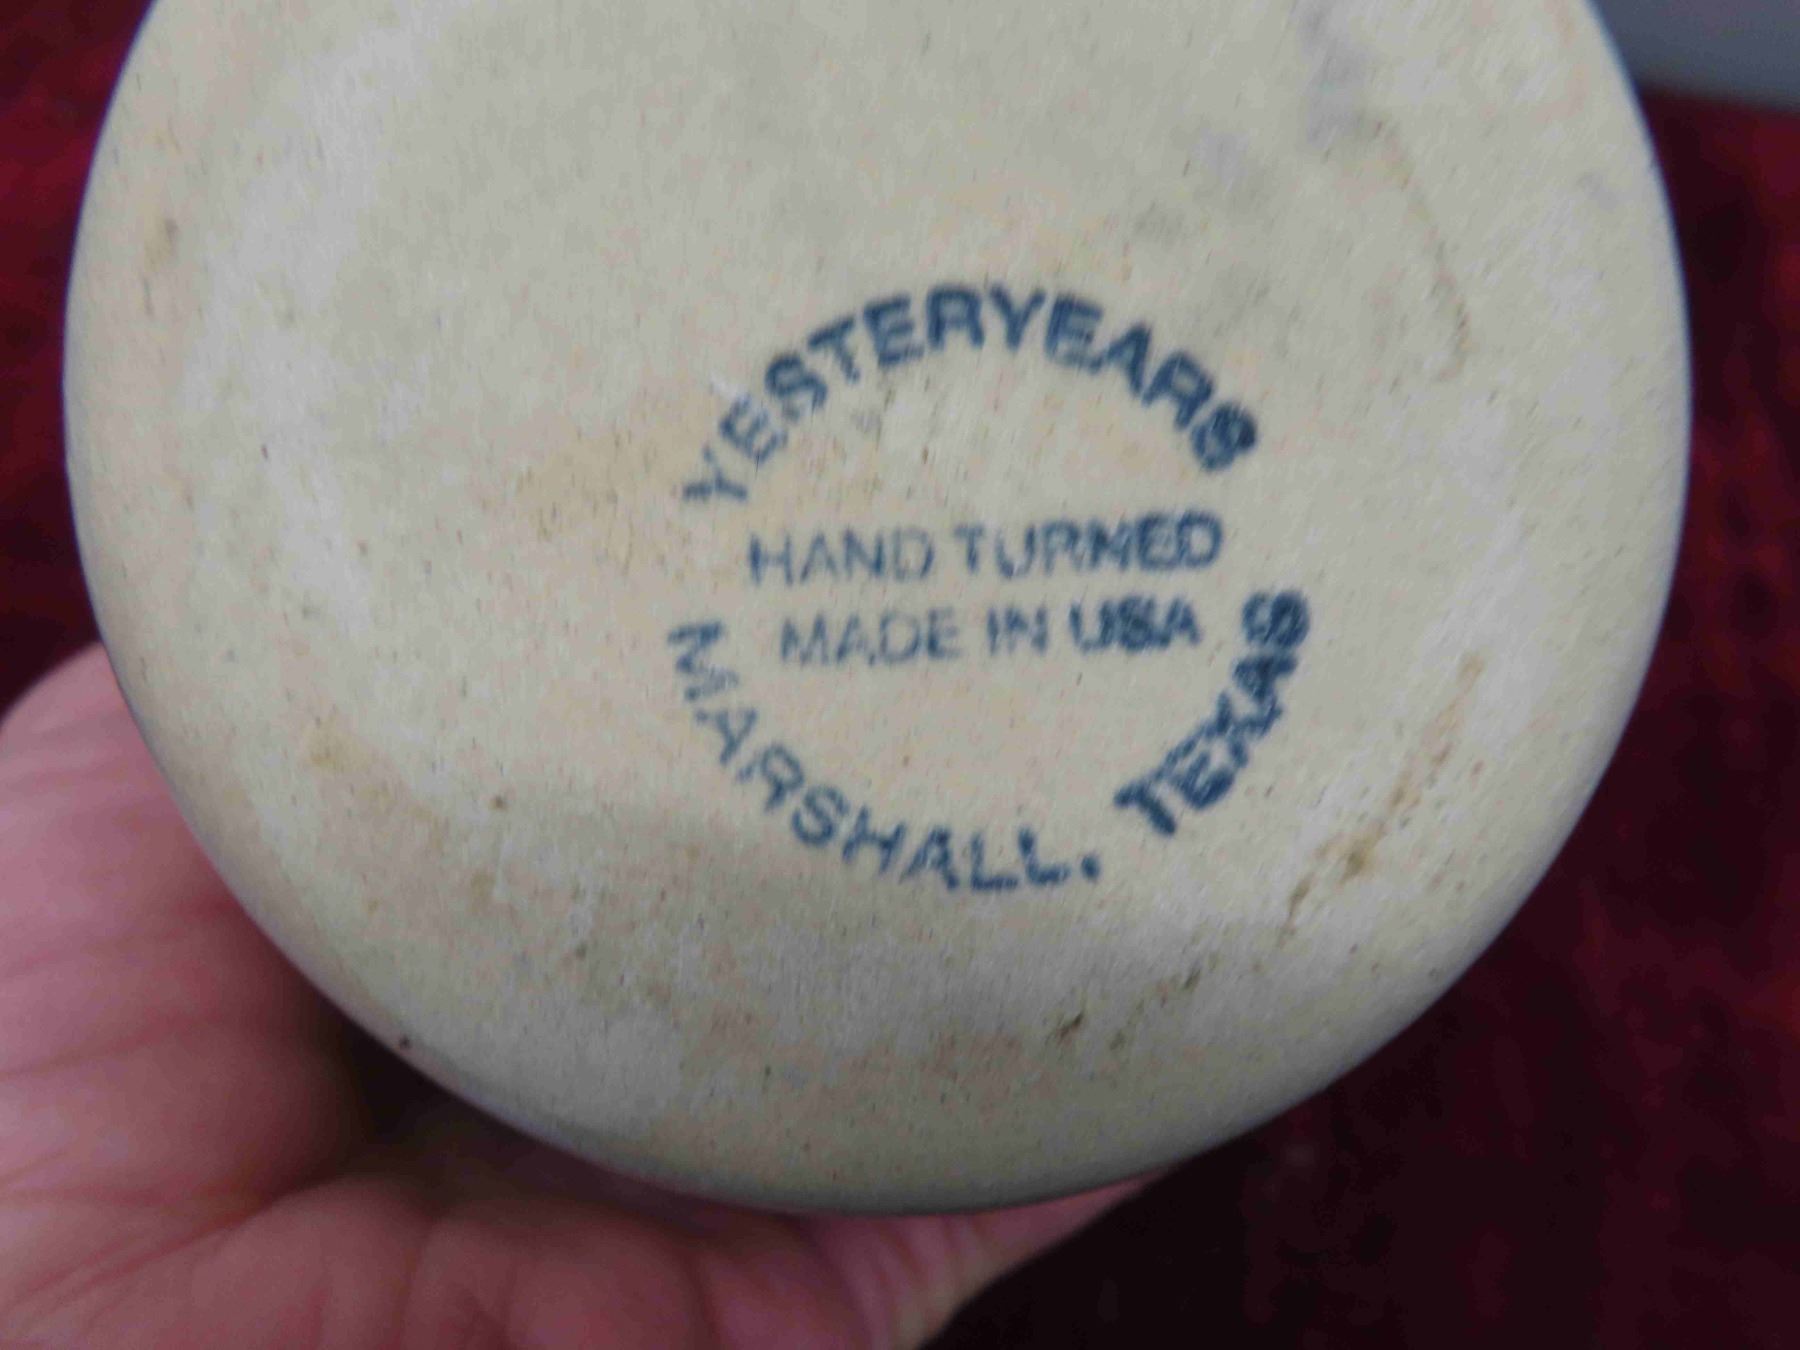 YESTERYEARS
HAND TURNED
MADE IN USA
MARSHALL, TEXAS